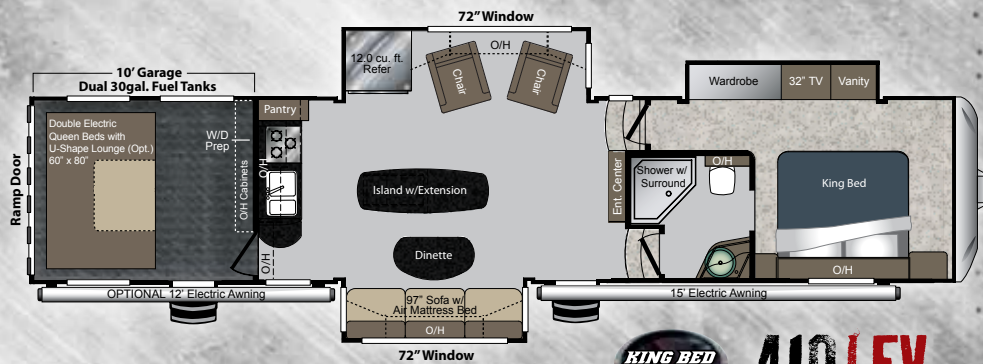 72” Window
12.0 cu. ft.
Refer
O/H
Chair
Chair
10’ Garage
Dual 30gal. Fuel Tanks
Wardrobe
32” TV
Vanity
Pantry
Double Electric
Queen Beds with
U-Shape Lounge (Opt.)
60” x 80”
W/D
Prep
O/H
O/H Cabinets
Ramp Door
Island w/Extension
Ent. Center
Shower w/
Surround
O/H
King Bed
Dinette
O/H
O/H
OPTIONAL 12’ Electric Awning
97” Sofa w/
Air Mattress Bed
O/H
15’ Electric Awning
72” Window
KING BED
410LEV